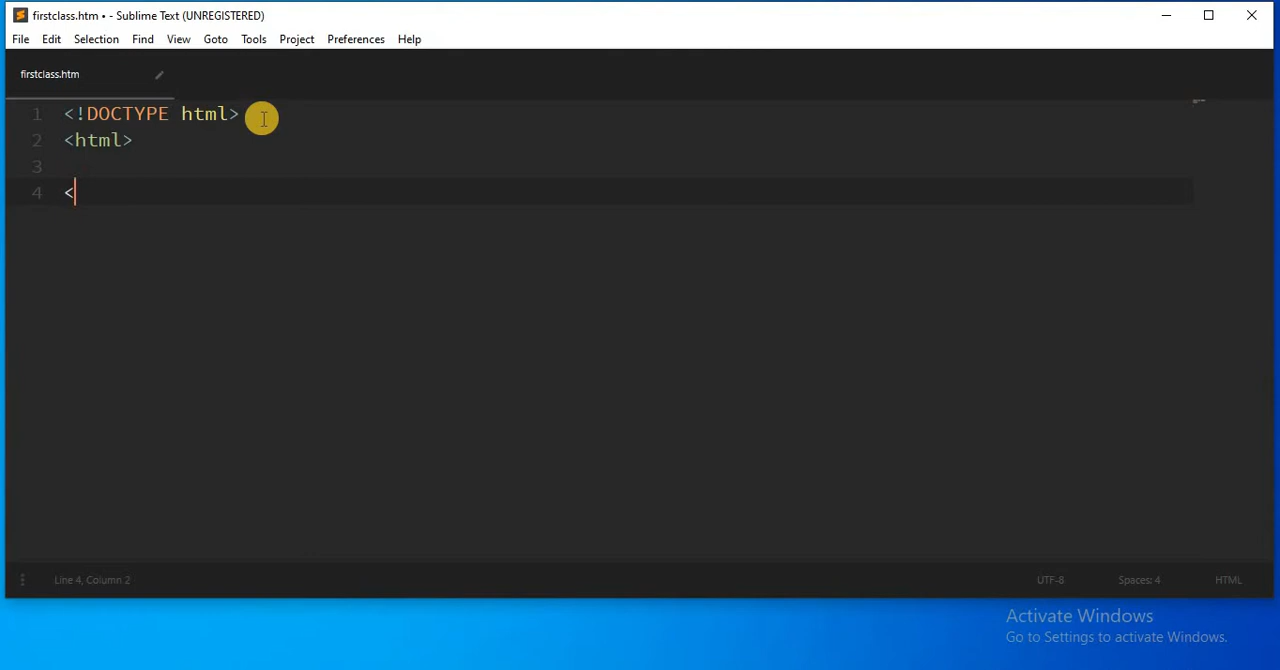 firstclass.htm • - Sublime Text (UNREGISTERED)
File Edit Selection Find View Goto Tools Project Preferences Help
firstclass.htm
1 <!DOCTYPE html>
2 <html>
3
4 <
Line 4, Column 2 UTF-8 Spaces: 4 HTML
Activate Windows
Go to Settings to activate Windows.